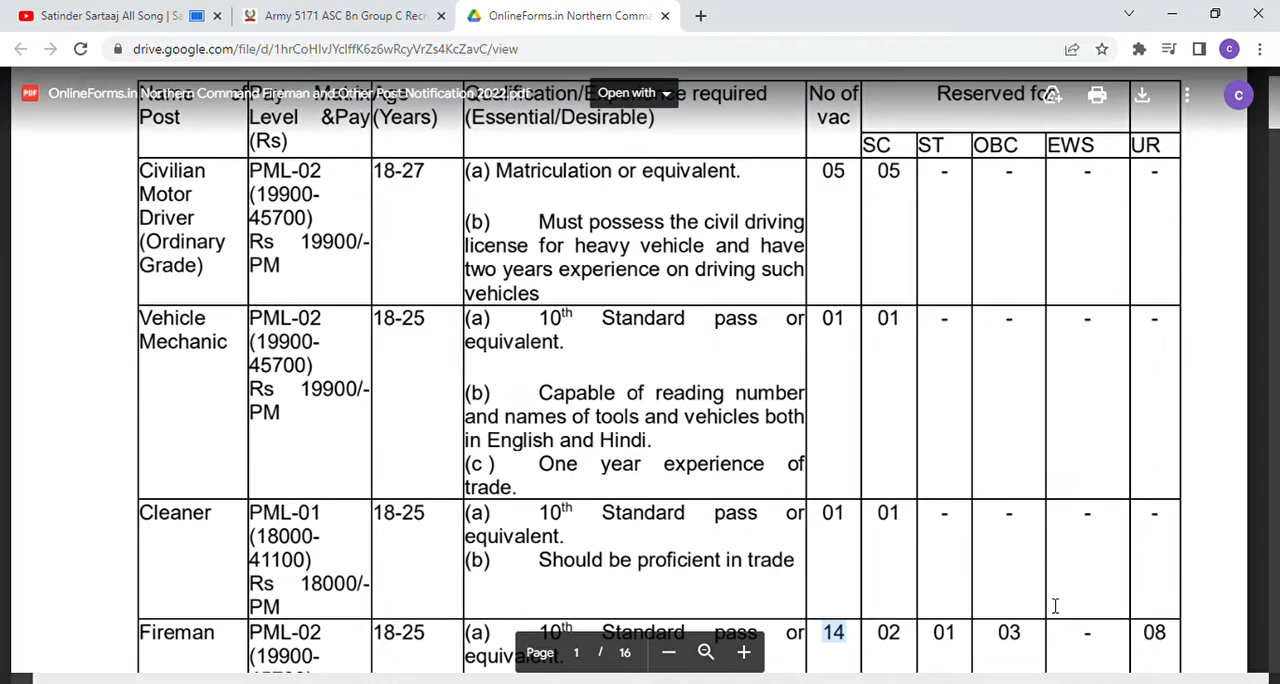 Satinder Sartaaj All Song | Sa
Army 5171 ASC Bn Group C Recr
OnlineForms.in Northern Comma
drive.google.com/file/d/1hrCoHIvJYclffK6z6wRcyVrZs4KcZavC/view
OnlineForms.in Northern Command Fireman and Other Post Notification 2022.pdf
Open with
Post
Level &Pay
(Rs)
(Years)
required
(Essential/Desirable)
No of
vac
Reserved for
SC ST OBC EWS UR
Civilian
Motor
Driver
(Ordinary
Grade)
PML-02
(19900-
45700)
Rs 19900/-
PM
18-27
(a) Matriculation or equivalent.
(b) Must possess the civil driving
license for heavy vehicle and have
two years experience on driving such
vehicles
05 05 - - - -
Vehicle
Mechanic
PML-02
(19900-
45700)
Rs 19900/-
PM
18-25
(a) 10th Standard pass or
equivalent.
(b) Capable of reading number
and names of tools and vehicles both
in English and Hindi.
(c ) One year experience of
trade.
01 01 - - - -
Cleaner
PML-01
(18000-
41100)
Rs 18000/-
PM
18-25
(a) 10th Standard pass or
equivalent.
(b) Should be proficient in trade
01 01 - - - -
Fireman
PML-02
(19900-
18-25
(a) 10th Standard pass or
14 02 01 03 - 08
Page 1 / 16